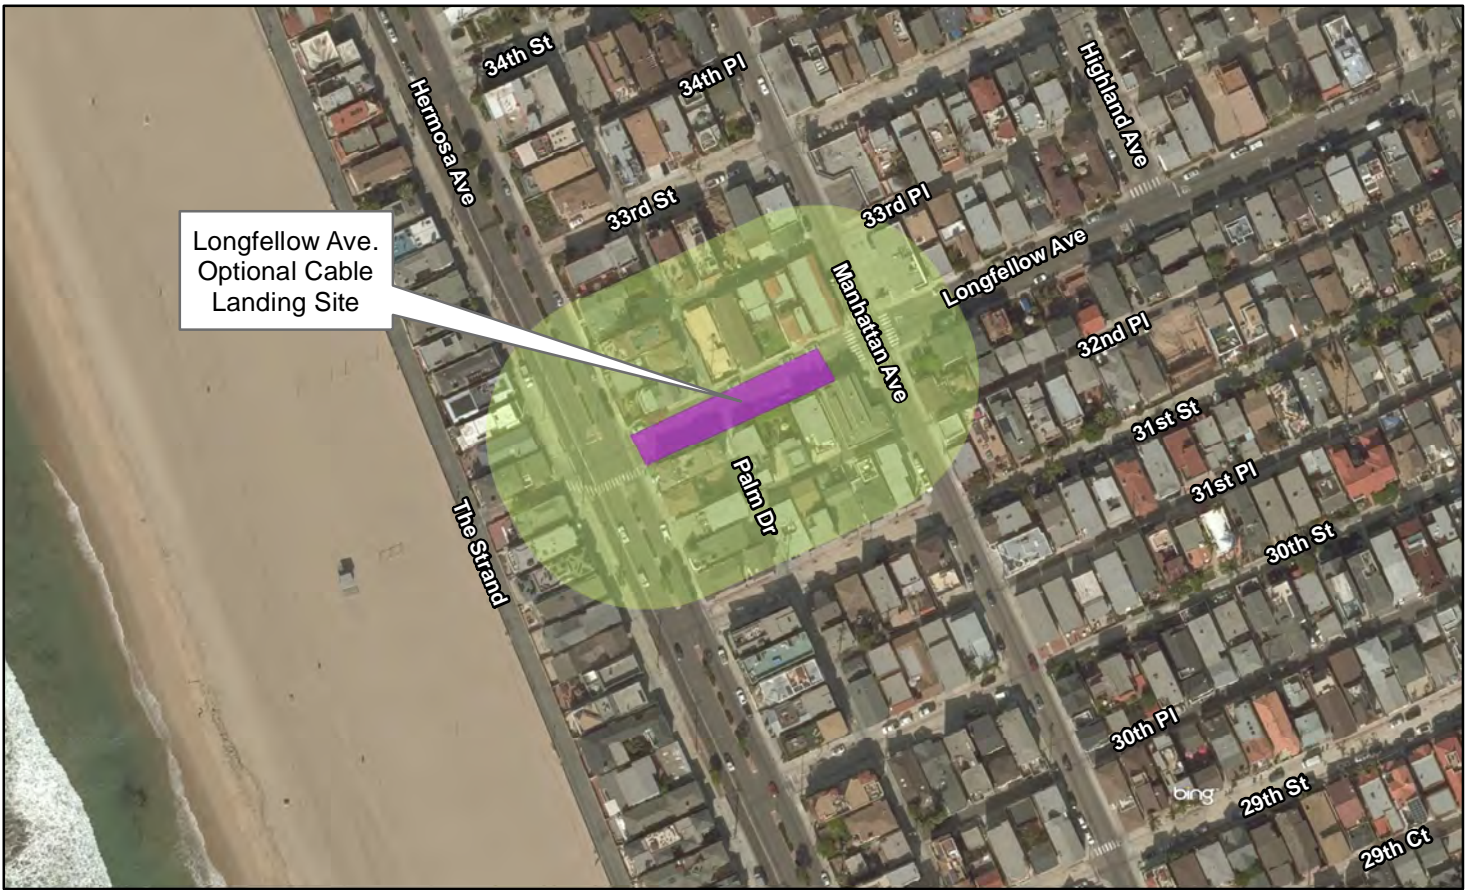 34th St
34th Pl
Highland Ave
Hermosa Ave
33rd St
33rd Pl
Longfellow Ave.
Optional Cable
Landing Site
Longfellow Ave
Manhattan Ave
32nd Pl
31st St
31st Pl
Palm Dr
The Strand
30th St
30th Pl
bing
29th St
29th Ct